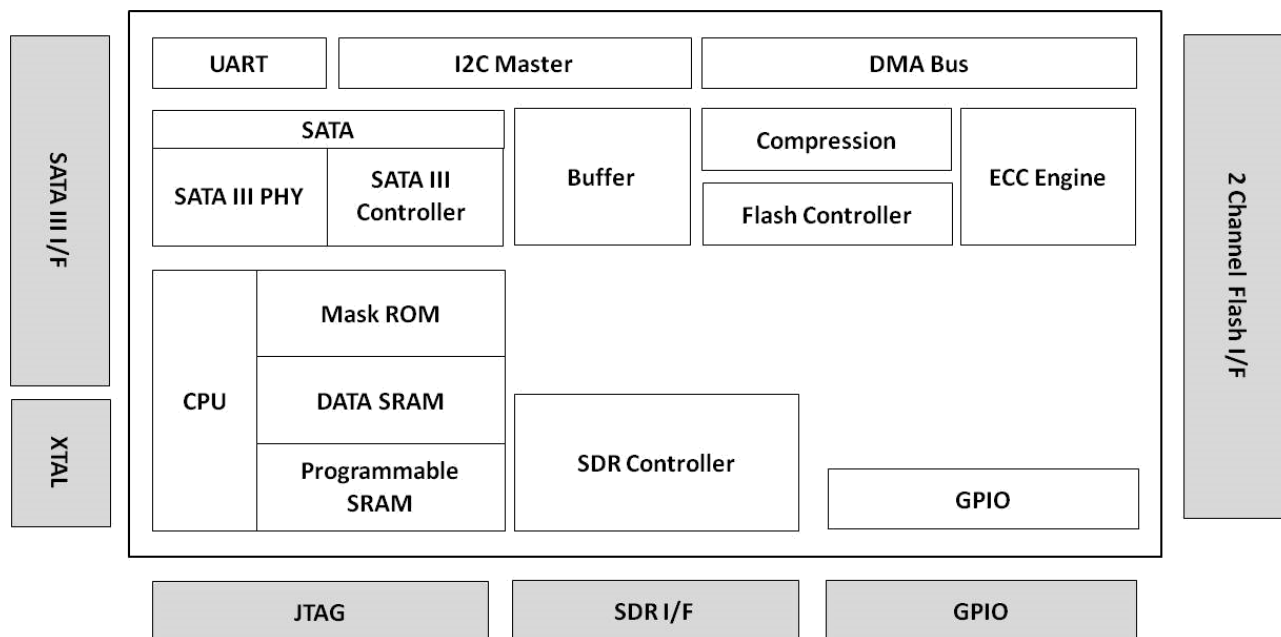 UART
I2C Master
DMA Bus
SATA III I/F
SATA
SATA III PHY
SATA III
Controller
Buffer
Compression
Flash Controller
ECC Engine
2 Channel Flash I/F
CPU
Mask ROM
DATA SRAM
Programmable
SRAM
SDR Controller
GPIO
XTAL
JTAG
SDR I/F
GPIO